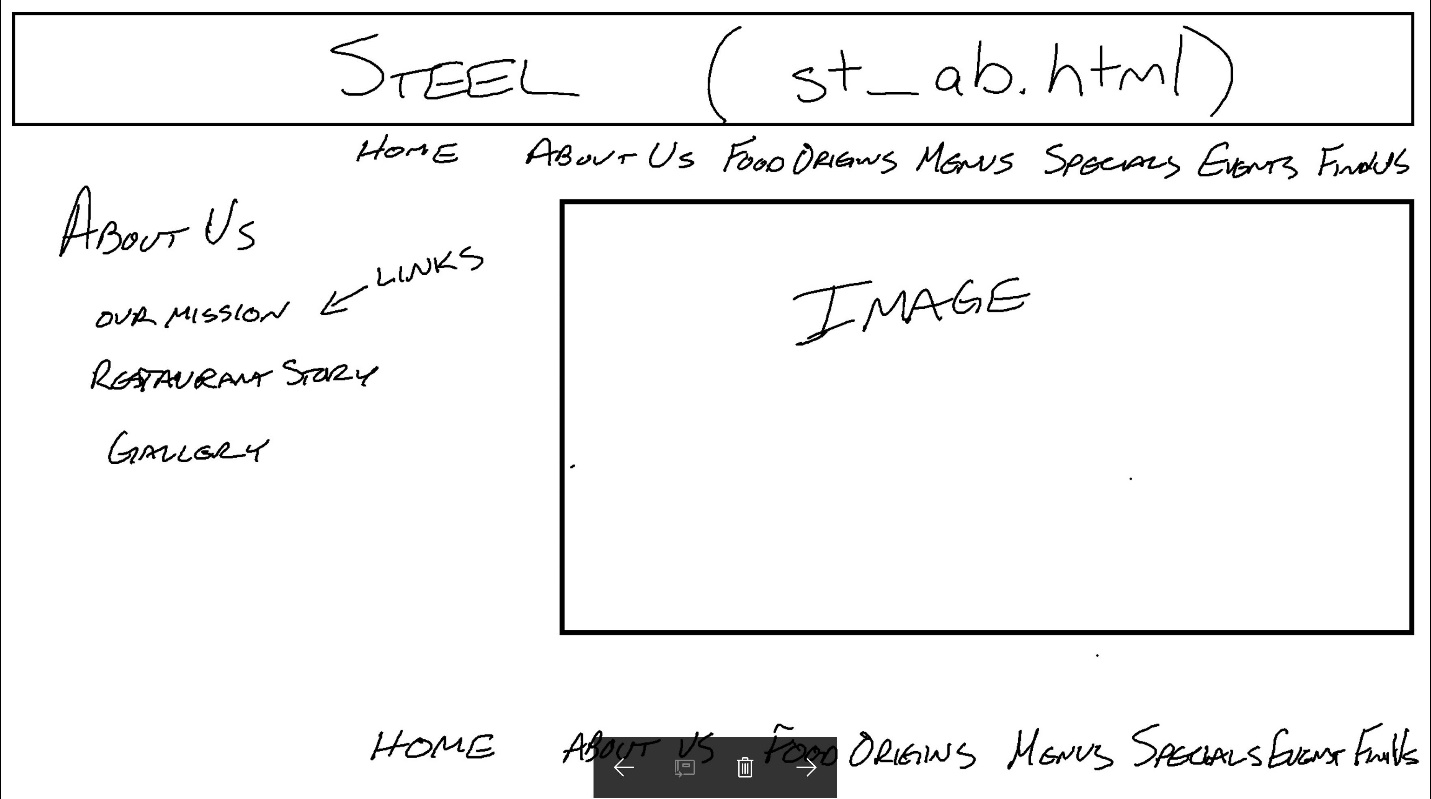 STEEL ( st_ab.html)
HOME ABOUT US FOOD ORIGINS MENUS SPECIALS EVENTS FIND US
ABOUT US
LINKS
OUR MISSION
RESTAURANT STORY
GALLERY
IMAGE
HOME ABOUT US FOOD ORIGINS MENUS SPECIALS EVENT FIND US